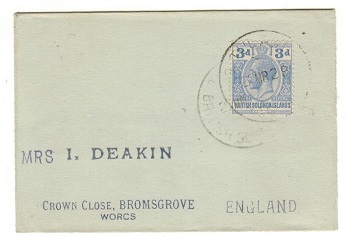 3d 3d
BRITISH SOLOMON ISLANDS
MRS I. DEAKIN
CROWN CLOSE, BROMSGROVE
WORCS
ENGLAND